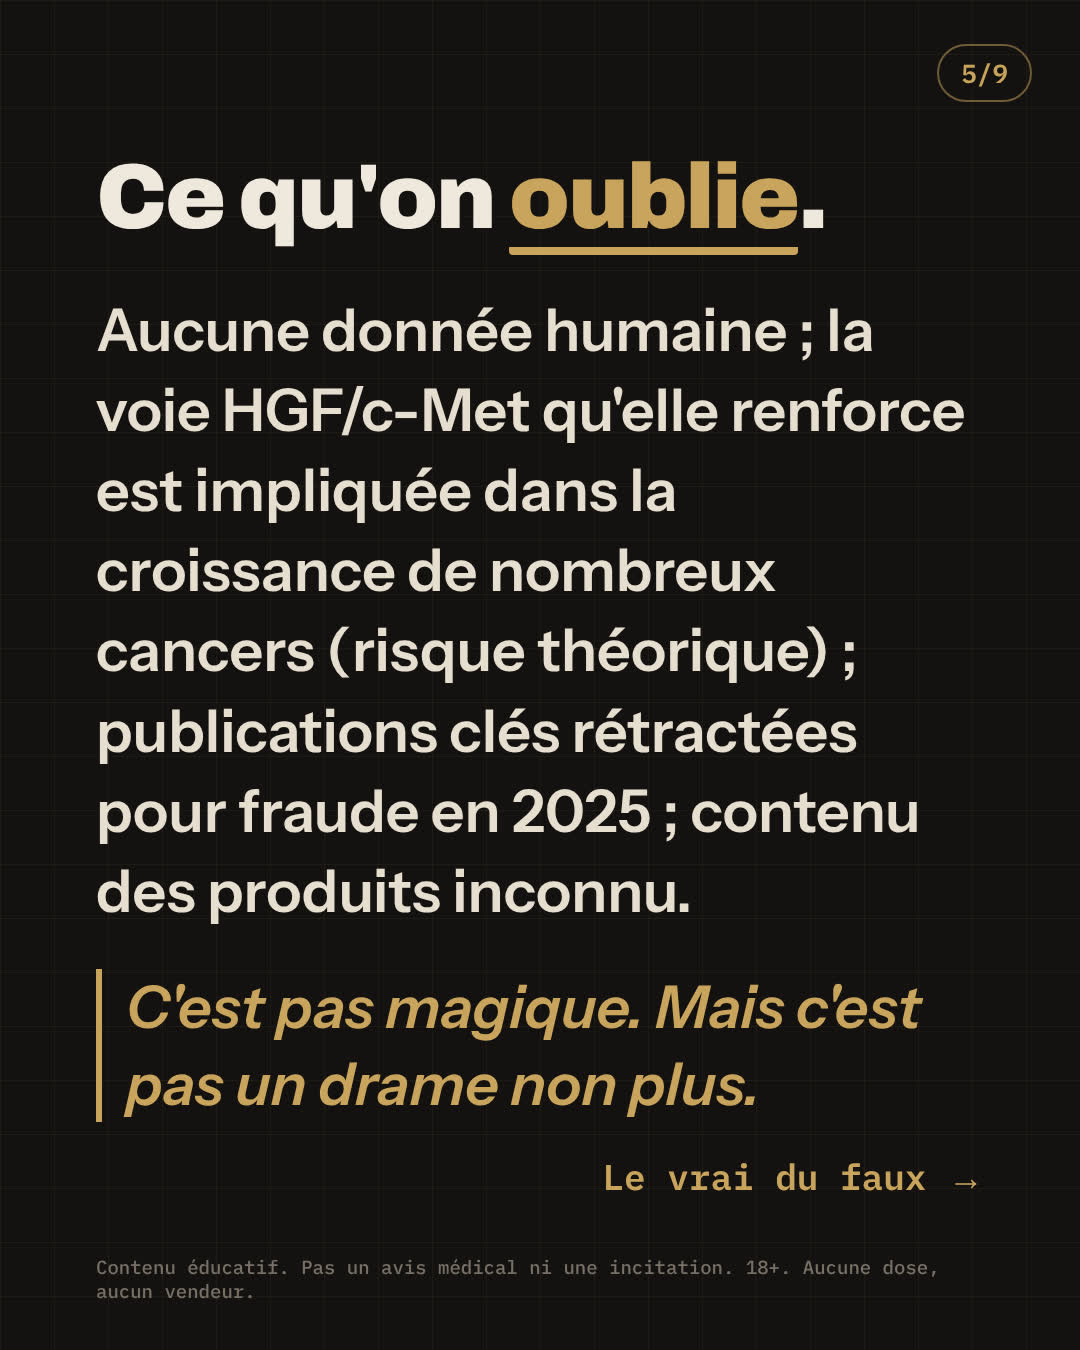 5/9
Ce qu'on oublie.
Aucune donnée humaine ; la
voie HGF/c-Met qu'elle renforce
est impliquée dans la
croissance de nombreux
cancers (risque théorique) ;
publications clés rétractées
pour fraude en 2025 ; contenu
des produits inconnu.
C'est pas magique. Mais c'est
pas un drame non plus.
Le vrai du faux →
Contenu éducatif. Pas un avis médical ni une incitation. 18+. Aucune dose,
aucun vendeur.